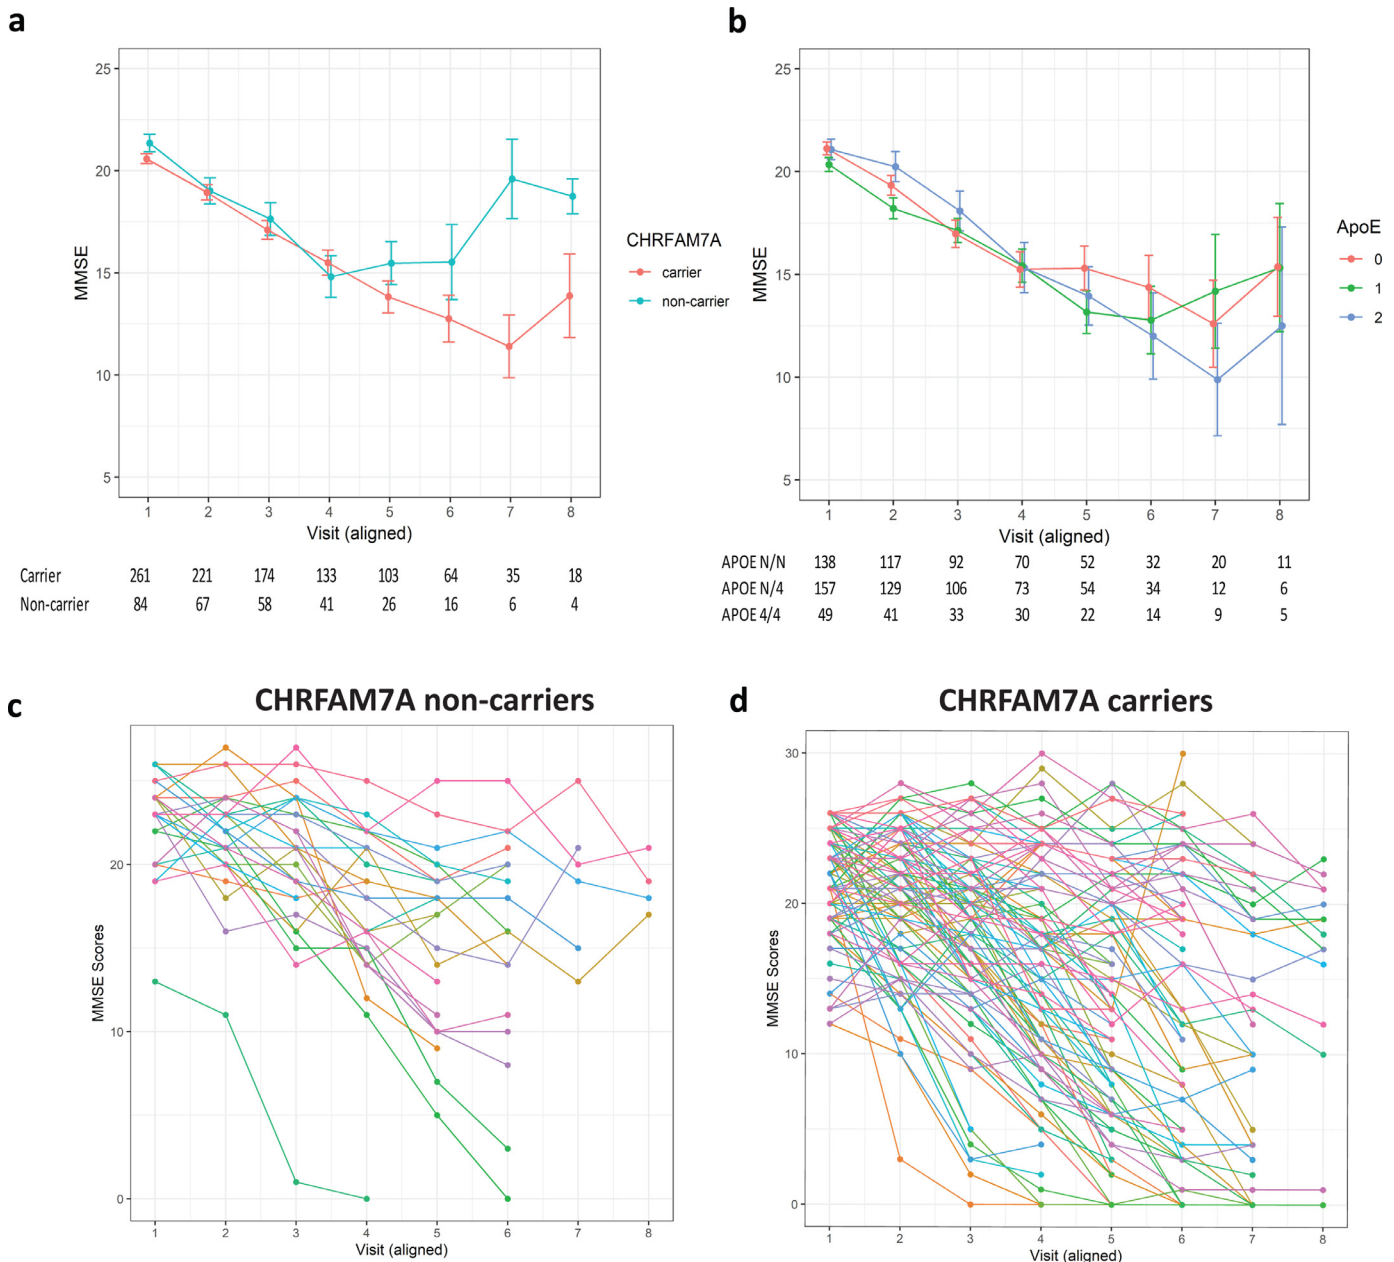 a
25
20
15
10
5
MMSE
1 2 3 4 5 6 7 8
Visit (aligned)
CHRFAM7A
carrier
non-carrier
Carrier 261 221 174 133 103 64 35 18
Non-carrier 84 67 58 41 26 16 6 4
b
25
20
15
10
5
MMSE
1 2 3 4 5 6 7 8
Visit (aligned)
ApoE
0
1
2
APOE N/N 138 117 92 70 52 32 20 11
APOE N/4 157 129 106 73 54 34 12 6
APOE 4/4 49 41 33 30 22 14 9 5
c
CHRFAM7A non-carriers
20
10
0
MMSE Scores
1 2 3 4 5 6 7 8
Visit (aligned)
d
CHRFAM7A carriers
30
20
10
0
MMSE Scores
1 2 3 4 5 6 7 8
Visit (aligned)